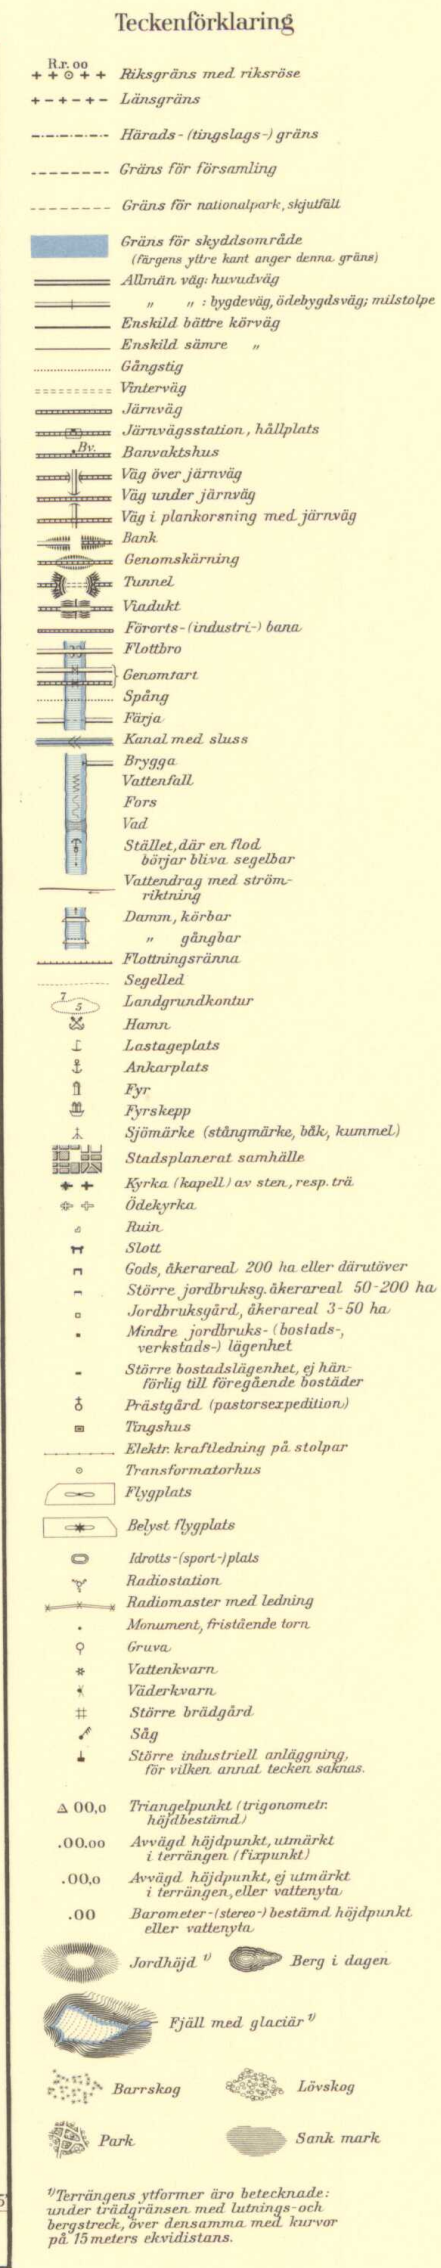 Teckenförklaring
R.r. 00
Riksgräns med riksröse
Länsgräns
Härads- (tingslags-) gräns
Gräns för församling
Gräns för nationalpark, skjutfält
Gräns för skyddsområde
(färgens yttre kant anger denna gräns)
Allmän väg: huvudväg
„ „ : bygdeväg, ödebygdsväg; milstolpe
Enskild bättre körväg
Enskild sämre „
Gångstig
Vinterväg
Järnväg
Järnvägsstation, hållplats
Bv. Banvaktshus
Väg över järnväg
Väg under järnväg
Väg i plankorsning med järnväg
Bank
Genomskärning
Tunnel
Viadukt
Förorts- (industri-) bana
Flottbro
Genomfart
Spång
Färja
Kanal med sluss
Brygga
Vattenfall
Fors
Vad
Stället, där en flod
börjar bliva segelbar
Vattendrag med ström-
riktning
Damm, körbar
„ gångbar
Flottningsränna
Segelled
7 5 Landgrundkontur
Hamn
Lastageplats
Ankarplats
Fyr
Fyrskepp
Sjömärke (stångmärke, båk, kummel)
Stadsplanerat samhälle
Kyrka (kapell) av sten, resp. trä
Ödekyrka
Ruin
Slott
Gods, åkerareal 200 ha eller därutöver
Större jordbruksg. åkerareal 50-200 ha
Jordbruksgård, åkerareal 3-50 ha
Mindre jordbruks- (bostads-,
verkstads-) lägenhet
Större bostadslägenhet, ej hän-
förlig till föregående bostäder
Prästgård (pastorsexpedition)
Tingshus
Elektr. kraftledning på stolpar
Transformatorhus
Flygplats
Belyst flygplats
Idrotts-(sport-)plats
Radiostation
Radiomaster med ledning
Monument, fristående torn
Gruva
Vattenkvarn
Väderkvarn
Större brädgård
Såg
Större industriell anläggning,
för vilken annat tecken saknas.
00,0 Triangelpunkt (trigonometr.
höjdbestämd)
.00.00 Avvägd höjdpunkt, utmärkt
i terrängen (fixpunkt)
.00,0 Avvägd höjdpunkt, ej utmärkt
i terrängen, eller vattenyta
.00 Barometer-(stereo-) bestämd höjdpunkt
eller vattenyta
Jordhöjd ¹⁾ Berg i dagen
Fjäll med glaciär ¹⁾
Barrskog Lövskog
Park Sank mark
5
¹⁾Terrängens ytformer äro betecknade:
under trädgränsen med lutnings- och
bergstreck, över densamma med kurvor
på 15 meters ekvidistans.